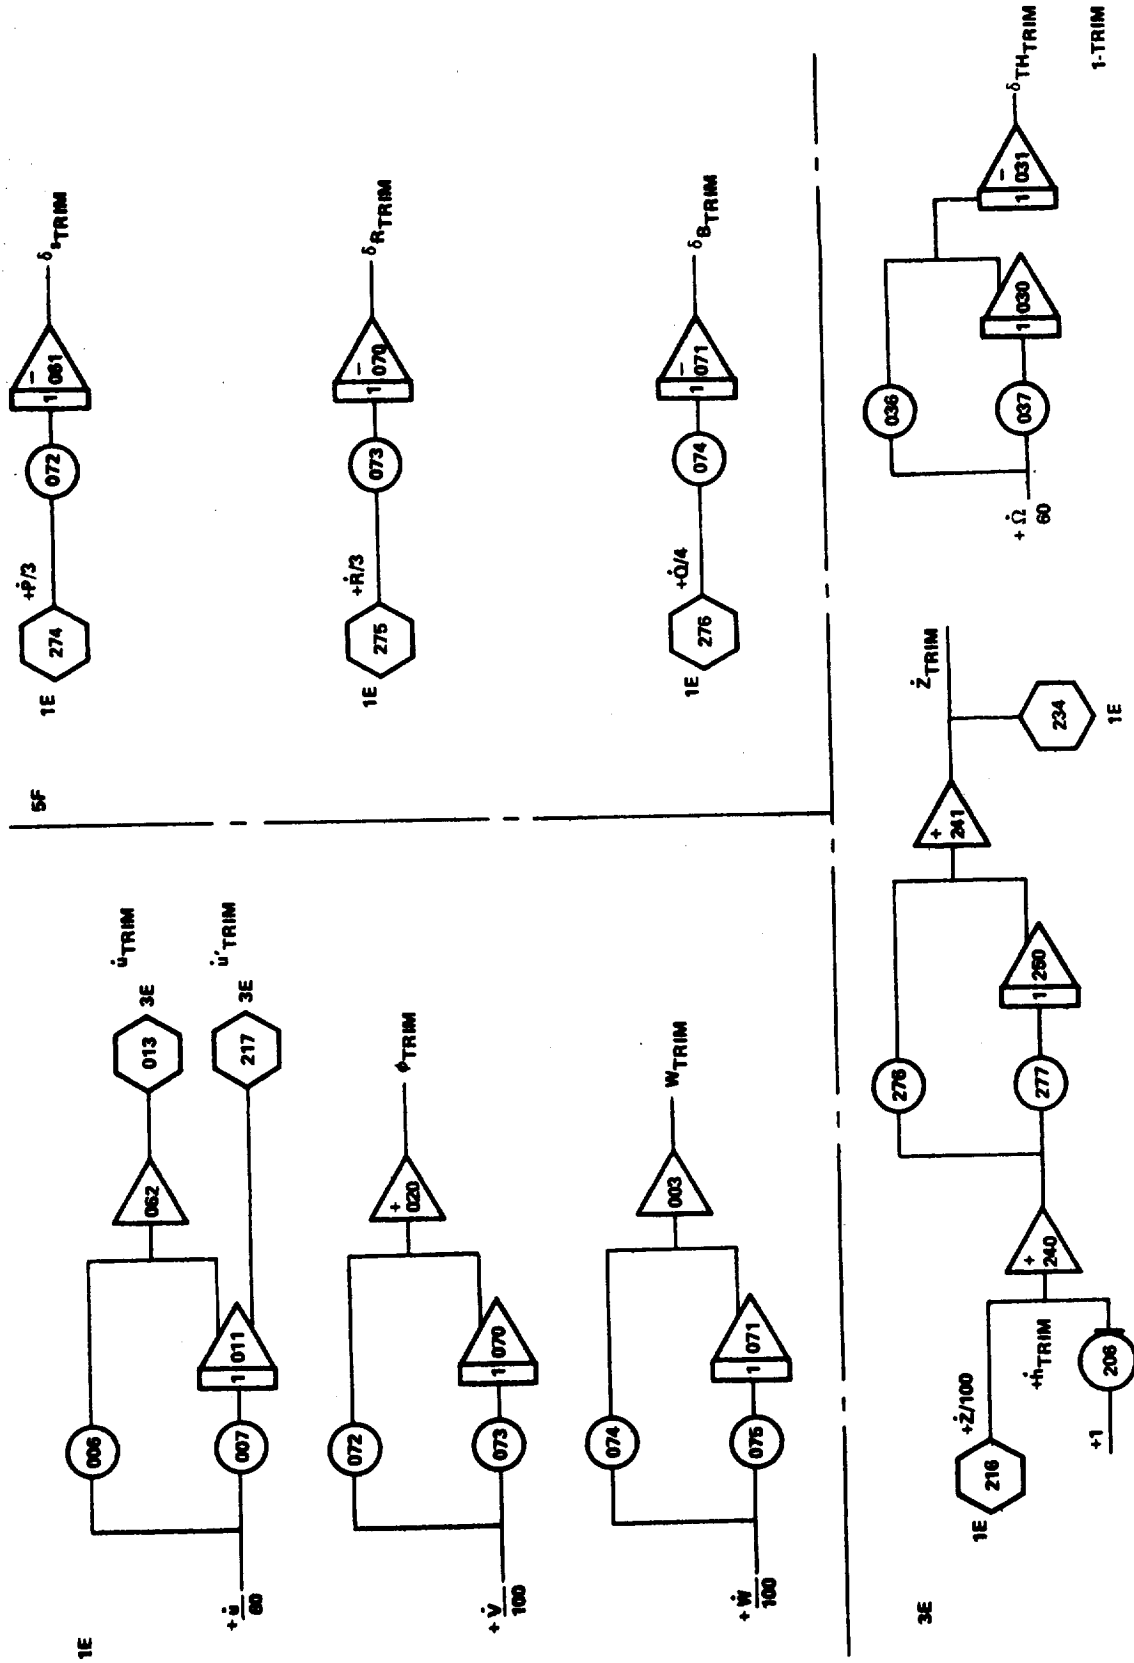 1E
+u̇
60
006
007
1
011
062
013
3E
u̇TRIM
217
3E
u̇′TRIM
+V̇
100
072
073
1
070
+
020
ϕTRIM
+Ẇ
100
074
075
1
071
003
WTRIM
5F
1E
274
+Ṗ/3
072
1
−
061
δsTRIM
1E
275
+Ṙ/3
073
1
−
070
δRTRIM
1E
276
+Q̇/4
074
1
−
071
δBTRIM
3E
1E
216
+Ż/100
+ḣTRIM
+1
206
+
240
276
277
1
260
+
241
ŻTRIM
234
1E
+Ω̇
60
036
037
1
030
1
−
031
δTHTRIM
1-TRIM